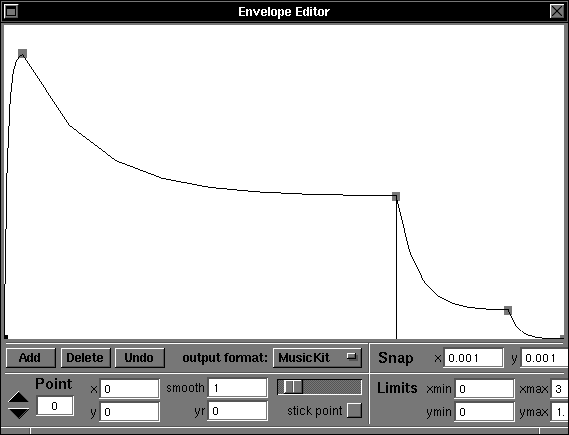 Envelope Editor
Add Delete Undo output format: MusicKit Snap x 0.001 y 0.001
Point x 0 smooth 1 Limits xmin 0 xmax 3
0 y 0 yr 0 stick point ymin 0 ymax 1.